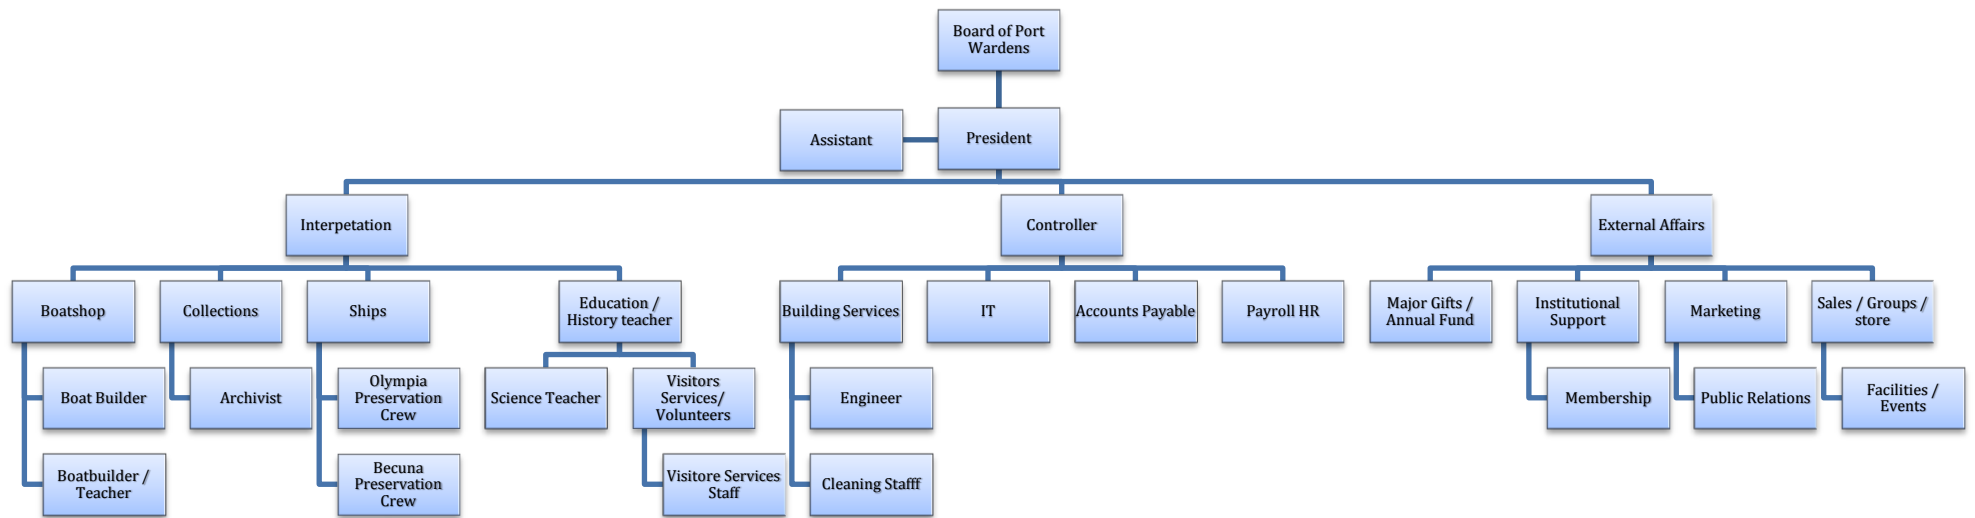 Board of Port
Wardens
Assistant
President
Interpetation
Controller
External Affairs
Boatshop
Collections
Ships
Education /
History teacher
Building Services
IT
Accounts Payable
Payroll HR
Major Gifts /
Annual Fund
Institutional
Support
Marketing
Sales / Groups /
store
Boat Builder
Archivist
Olympia
Preservation
Crew
Science Teacher
Visitors
Services/
Volunteers
Engineer
Membership
Public Relations
Facilities /
Events
Boatbuilder /
Teacher
Becuna
Preservation
Crew
Visitore Services
Staff
Cleaning Stafff